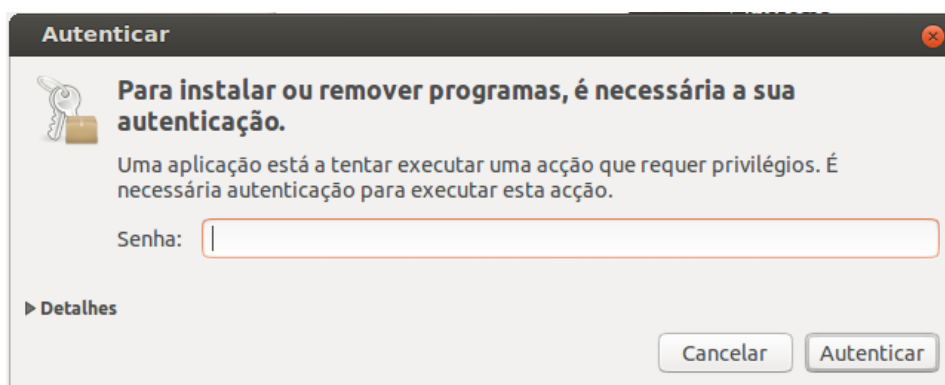 Autenticar
Para instalar ou remover programas, é necessária a sua
autenticação.
Uma aplicação está a tentar executar uma acção que requer privilégios. É
necessária autenticação para executar esta acção.
Senha:
Detalhes
Cancelar Autenticar